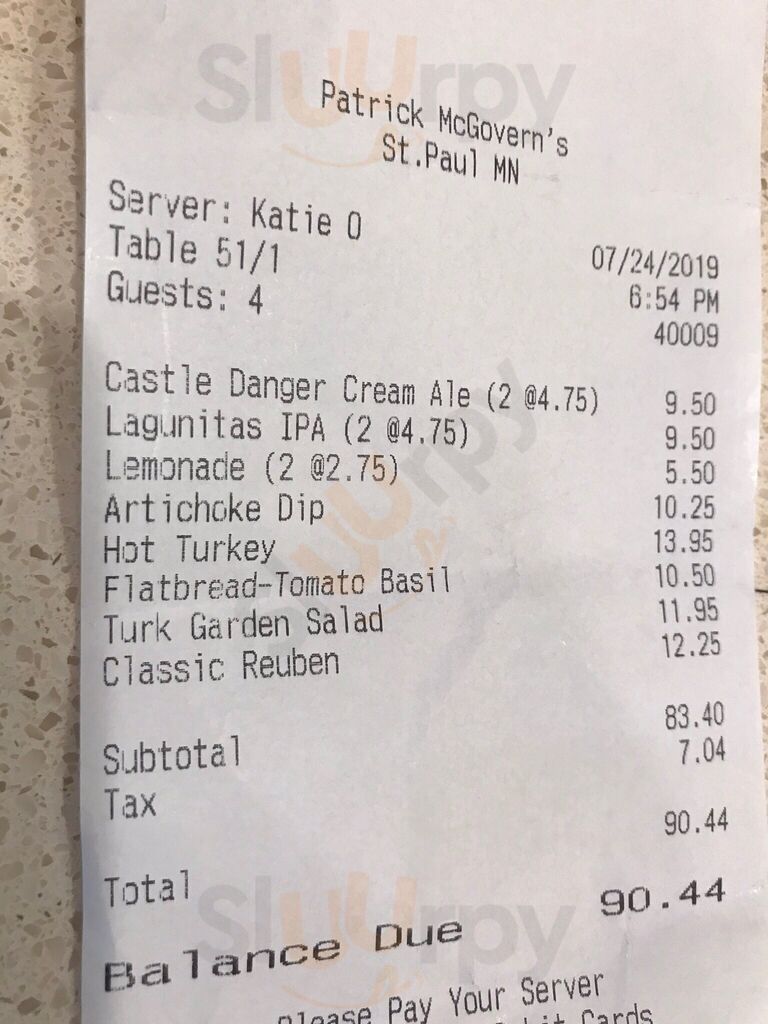 Sluurpy
Patrick McGovern's
St.Paul MN
Server: Katie O
Table 51/1 07/24/2019
Guests: 4 6:54 PM
40009
Castle Danger Cream Ale (2 @4.75) 9.50
Lagunitas IPA (2 @4.75) 9.50
Lemonade (2 @2.75) 5.50
Artichoke Dip 10.25
Hot Turkey 13.95
Flatbread-Tomato Basil 10.50
Turk Garden Salad 11.95
Classic Reuben 12.25
Sluurpy
Subtotal 83.40
Tax 7.04
Total 90.44
Balance Due 90.44
Sluurpy
Please Pay Your Server
Cards